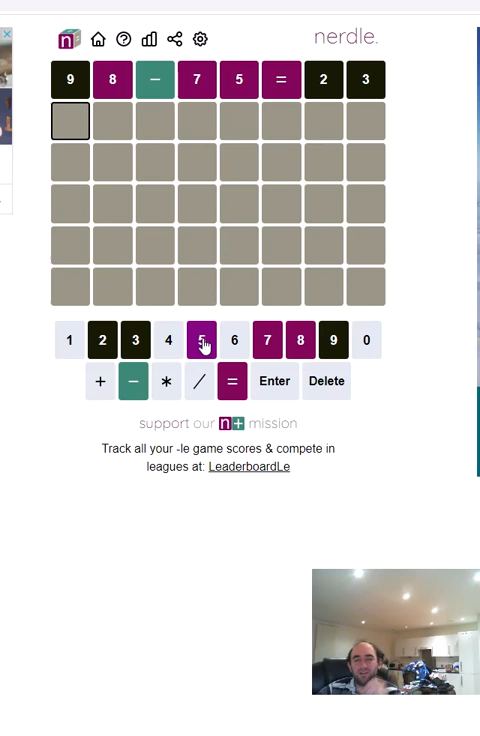 n nerdle.
9 8 − 7 5 = 2 3
1 2 3 4 5 6 7 8 9 0
+ − * / = Enter Delete
support our n+ mission
Track all your -le game scores & compete in
leagues at: LeaderboardLe